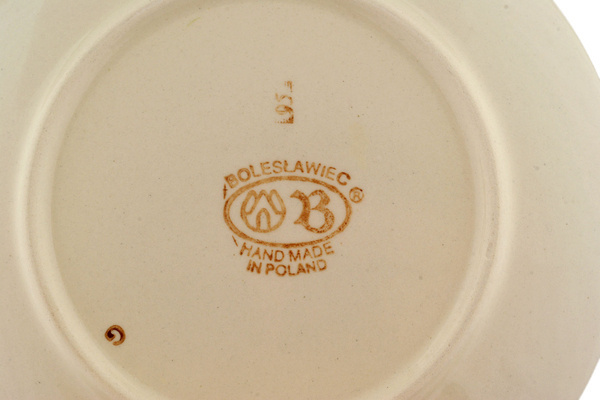 BOLESŁAWIEC ®
B
HAND MADE
IN POLAND